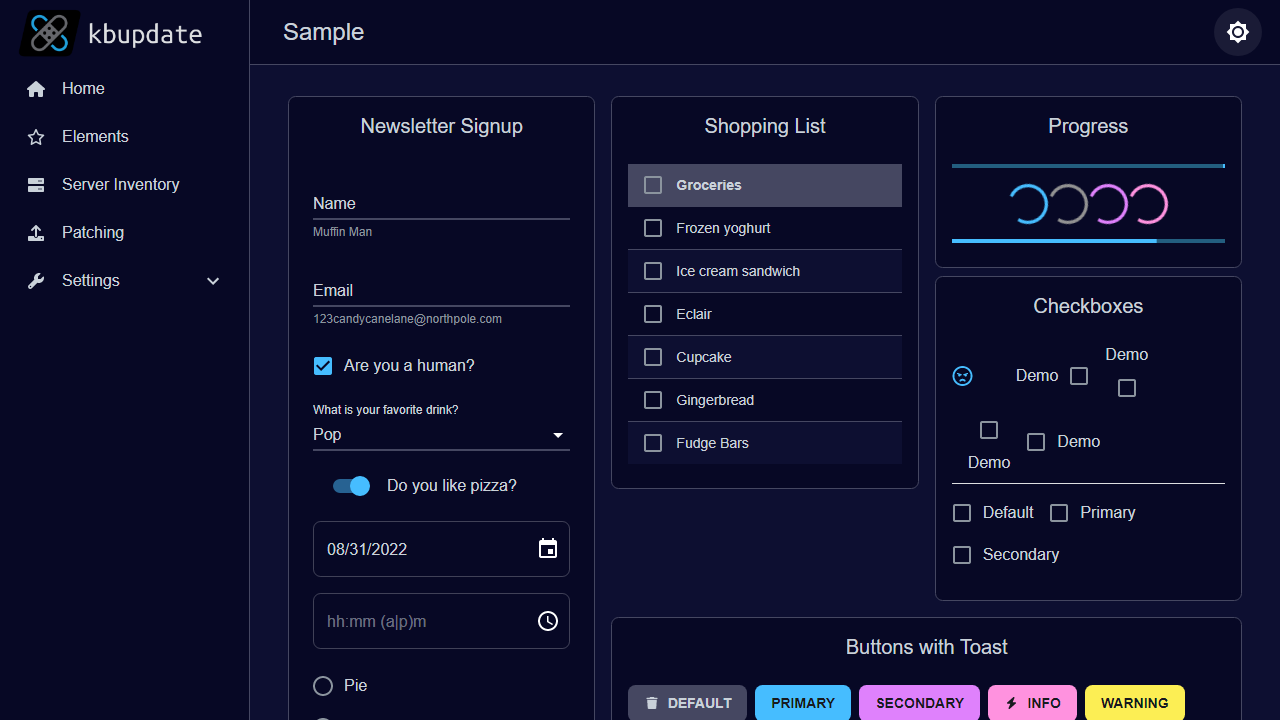 kbupdate
Home
Elements
Server Inventory
Patching
Settings
Sample
Newsletter Signup
Name
Muffin Man
Email
123candycanelane@northpole.com
Are you a human?
What is your favorite drink?
Pop
Do you like pizza?
08/31/2022
hh:mm (a|p)m
Pie
Shopping List
Groceries
Frozen yoghurt
Ice cream sandwich
Eclair
Cupcake
Gingerbread
Fudge Bars
Progress
Checkboxes
Demo
Demo
Demo
Demo
Default Primary
Secondary
Buttons with Toast
DEFAULT PRIMARY SECONDARY INFO WARNING